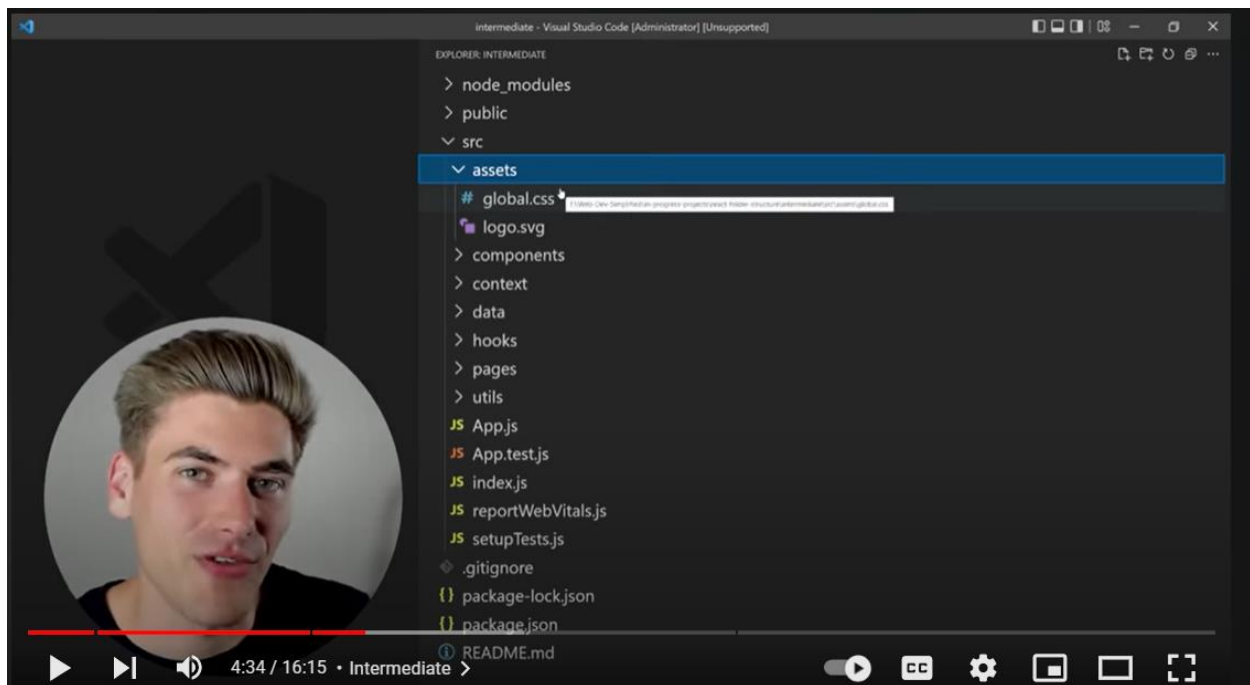 intermediate - Visual Studio Code [Administrator] [Unsupported]
EXPLORER: INTERMEDIATE
node_modules
public
src
assets
# global.css
logo.svg
components
context
data
hooks
pages
utils
JS App.js
JS App.test.js
JS index.js
JS reportWebVitals.js
JS setupTests.js
.gitignore
{} package-lock.json
{} package.json
README.md
4:34 / 16:15 • Intermediate >
CC